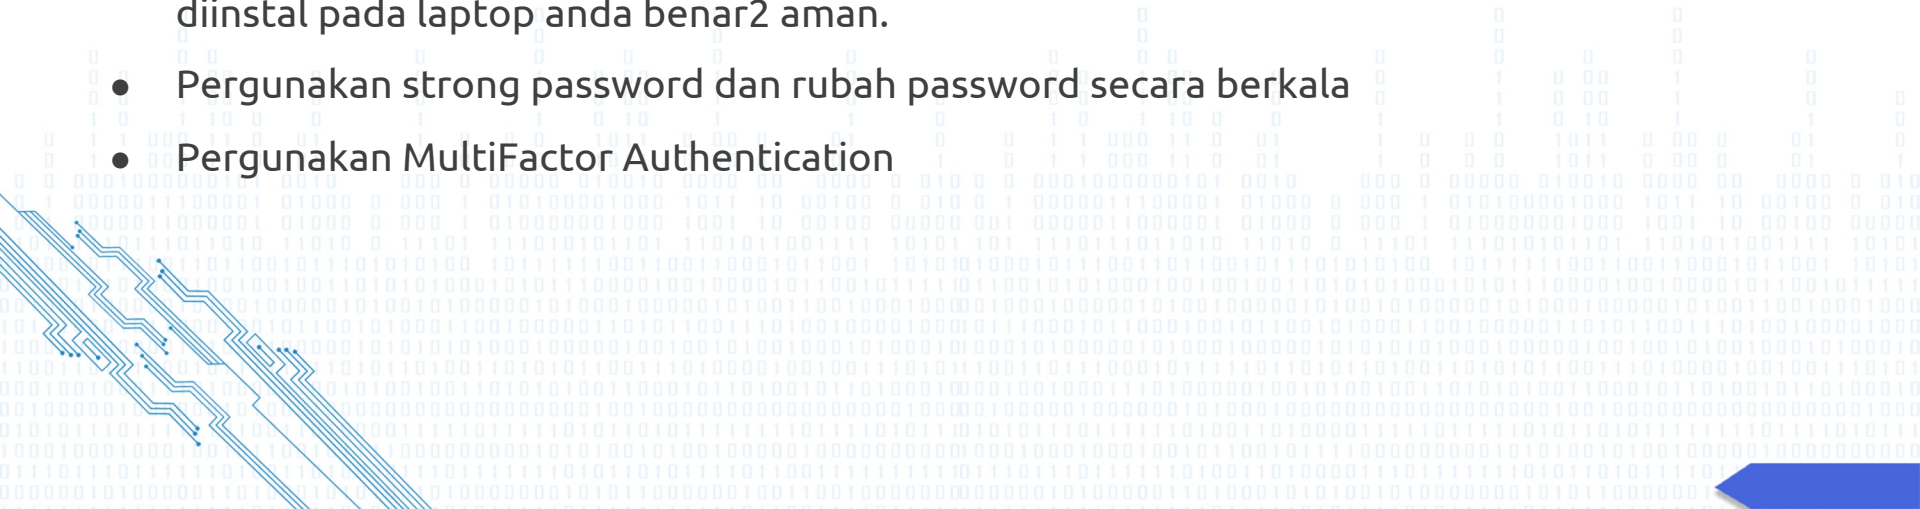 diinstal pada laptop anda benar2 aman.
● Pergunakan strong password dan rubah password secara berkala
● Pergunakan MultiFactor Authentication